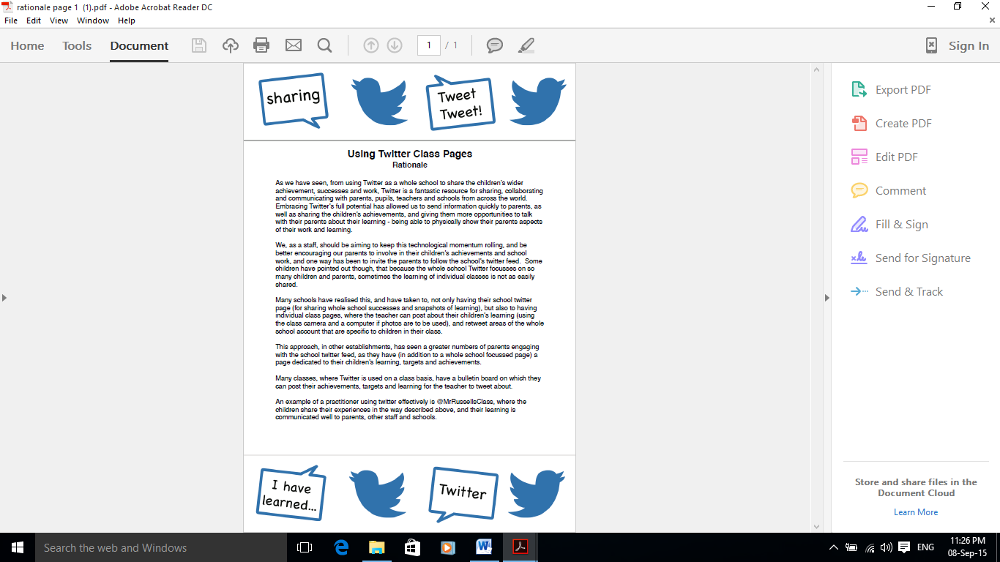 rationale page 1  (1).pdf - Adobe Acrobat Reader DC
File Edit View Window Help
Home Tools Document 1 / 1 Sign In
sharing
Tweet
Tweet!
Using Twitter Class Pages
Rationale
As we have seen, from using Twitter as a whole school to share the children's wider
achievement, successes and work, Twitter is a fantastic resource for sharing, collaborating
and communicating with parents, pupils, teachers and schools from across the world.
Embracing Twitter's full potential has allowed us to send information quickly to parents, as
well as sharing the children's achievements, and giving them more opportunities to talk
with their parents about their learning - being able to physically show their parents aspects
of their work and learning.
We, as a staff, should be aiming to keep this technological momentum rolling, and be
better encouraging our parents to involve in their children's achievements and school
work, and one way has been to invite the parents to follow the school's twitter feed.  Some
children have pointed out though, that because the whole school Twitter focusses on so
many children and parents, sometimes the learning of individual classes is not as easily
shared.
Many schools have realised this, and have taken to, not only having their school twitter
page (for sharing whole school successes and snapshots of learning), but also to having
individual class pages, where the teacher can post about their children's learning (using
the class camera and a computer if photos are to be used), and retweet areas of the whole
school account that are specific to children in their class.
This approach, in other establishments, has seen a greater numbers of parents engaging
with the school twitter feed, as they have (in addition to a whole school focussed page) a
page dedicated to their children's learning, targets and achievements.
Many classes, where Twitter is used on a class basis, have a bulletin board on which they
can post their achievements, targets and learning for the teacher to tweet about.
An example of a practitioner using twitter effectively is @MrRussellsClass, where the
children share their experiences in the way described above, and their learning is
communicated well to parents, other staff and schools.
I have
learned...
Twitter
Export PDF
Create PDF
Edit PDF
Comment
Fill & Sign
Send for Signature
Send & Track
Store and share files in the
Document Cloud
Learn More
Search the web and Windows
ENG
11:26 PM
08-Sep-15